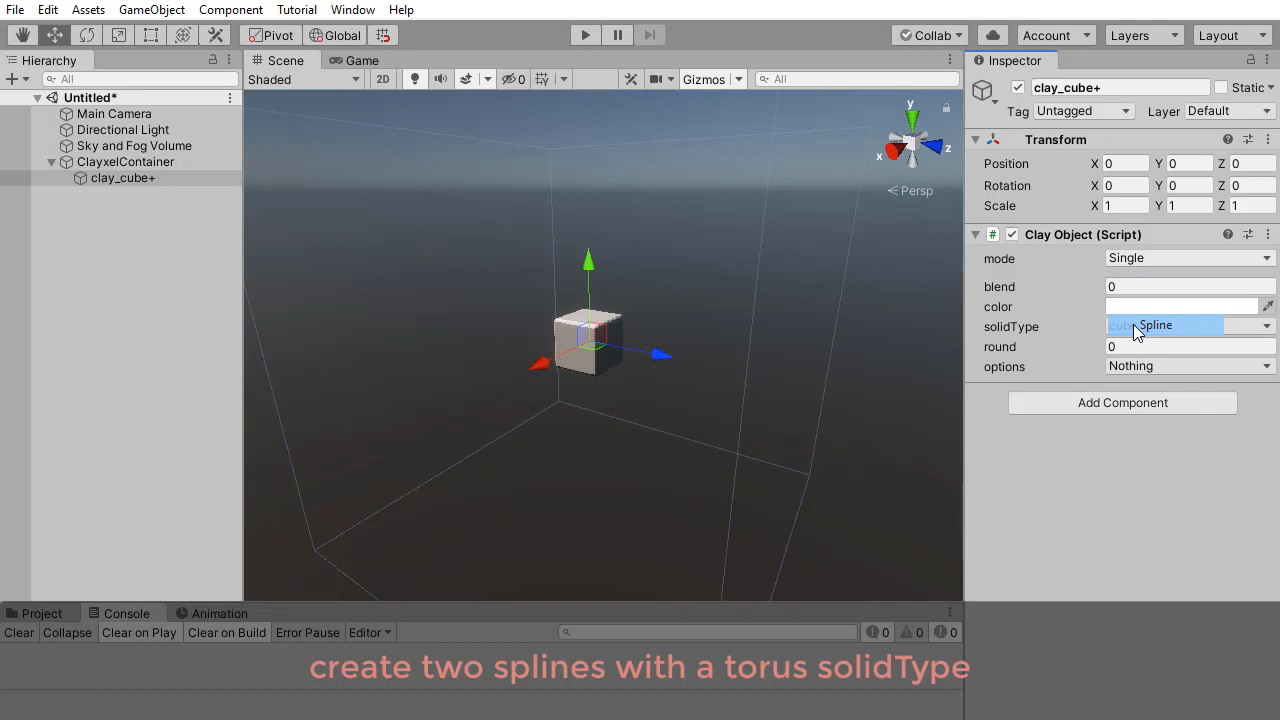 File Edit Assets GameObject Component Tutorial Window Help
Pivot Global Collab Account Layers Layout
Hierarchy Scene Game Inspector
All Shaded 2D 0 Gizmos All
clay_cube+ Static
Tag Untagged Layer Default
Untitled*
Main Camera
Directional Light
Sky and Fog Volume
ClayxelContainer
clay_cube+
y
x
z
Persp
Transform
Position X 0 Y 0 Z 0
Rotation X 0 Y 0 Z 0
Scale X 1 Y 1 Z 1
# Clay Object (Script)
mode Single
blend 0
color
solidType cube Spline
round 0
options Nothing
Add Component
Project Console Animation
Clear Collapse Clear on Play Clear on Build Error Pause Editor 0 0 0
create two splines with a torus solidType